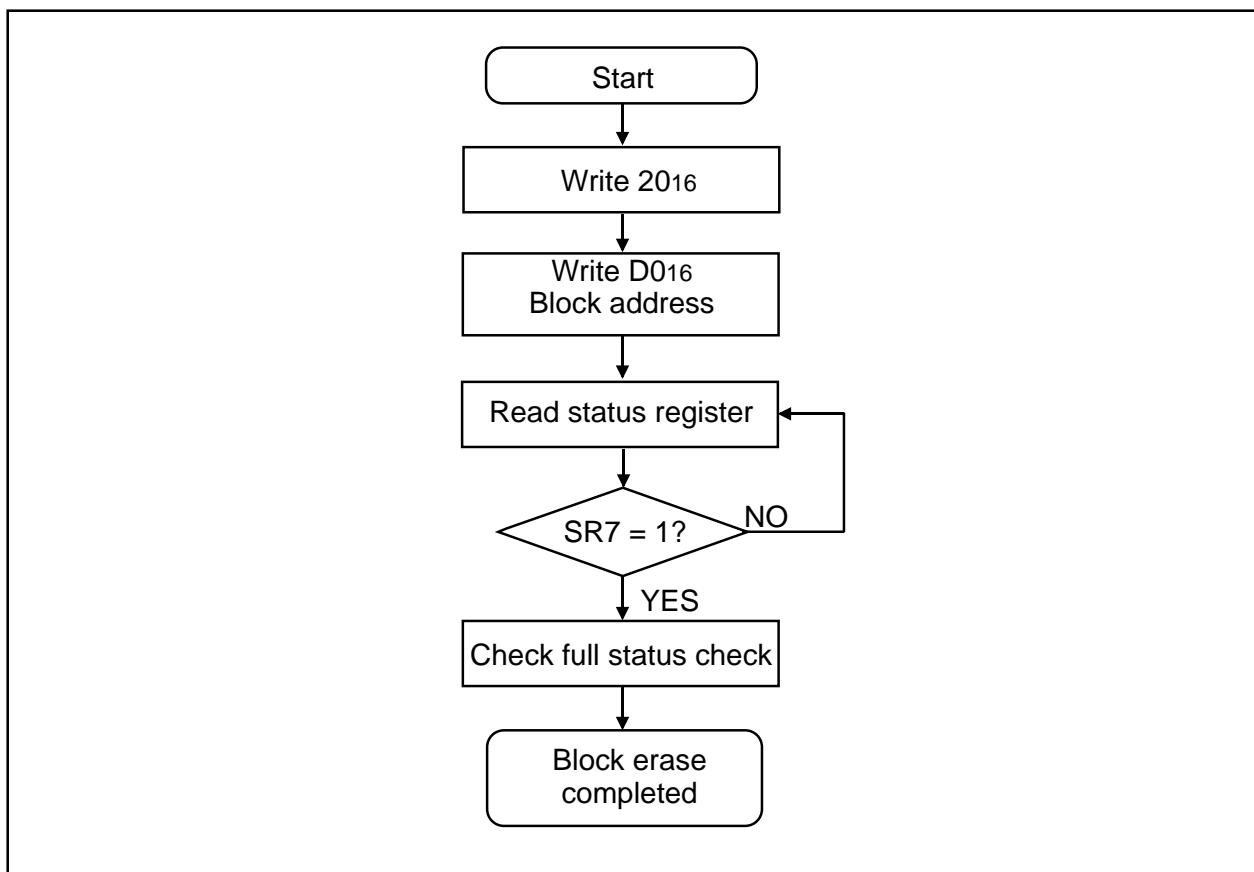 Start
Write 2016
Write D016
Block address
Read status register
SR7 = 1?
NO
YES
Check full status check
Block erase
completed